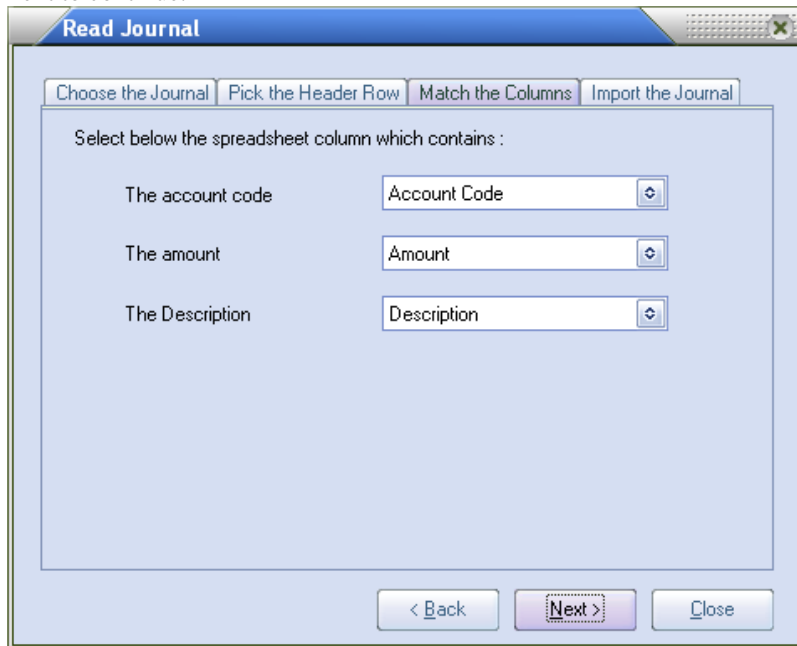 Read Journal
Choose the Journal Pick the Header Row Match the Columns Import the Journal
Select below the spreadsheet column which contains :
The account code Account Code
The amount Amount
The Description Description
< Back Next > Close